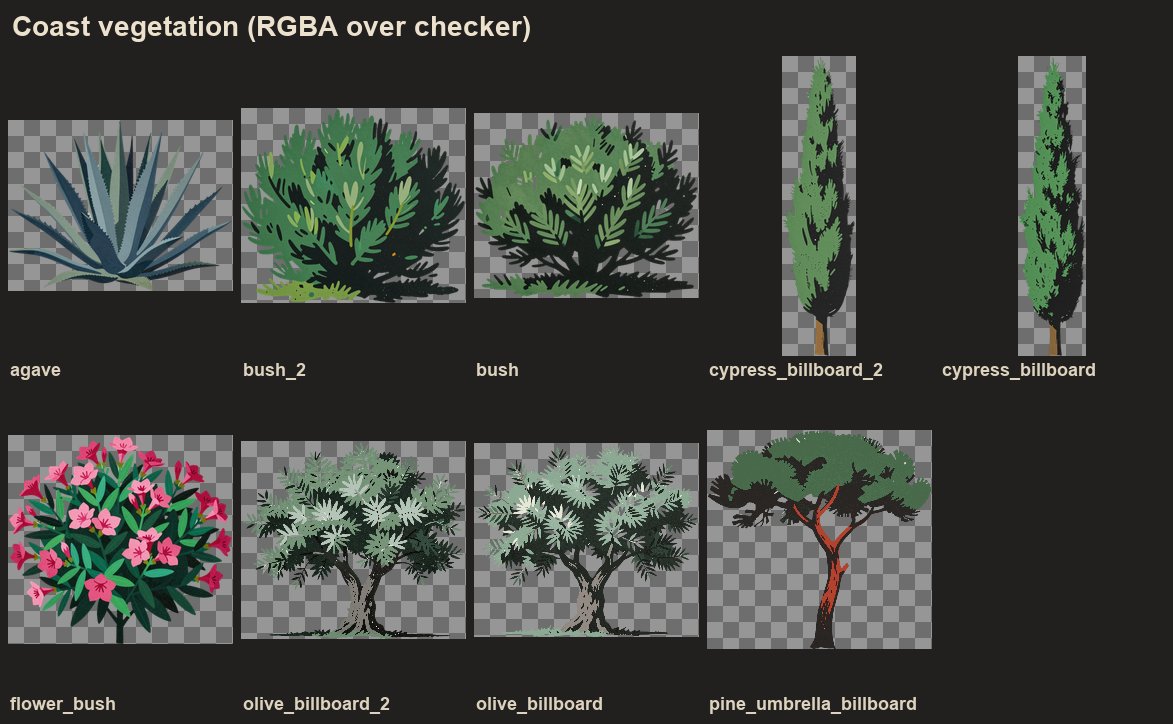 Coast vegetation (RGBA over checker)
agave
bush_2
bush
cypress_billboard_2
cypress_billboard
flower_bush
olive_billboard_2
olive_billboard
pine_umbrella_billboard